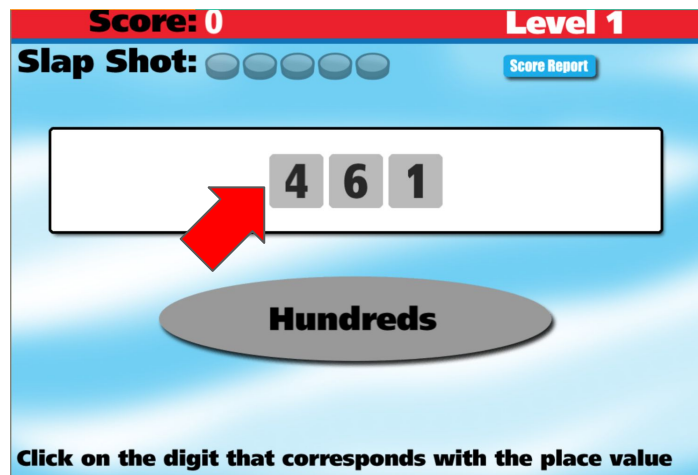 Score: 0 Level 1
Slap Shot: Score Report
4 6 1
Hundreds
Click on the digit that corresponds with the place value